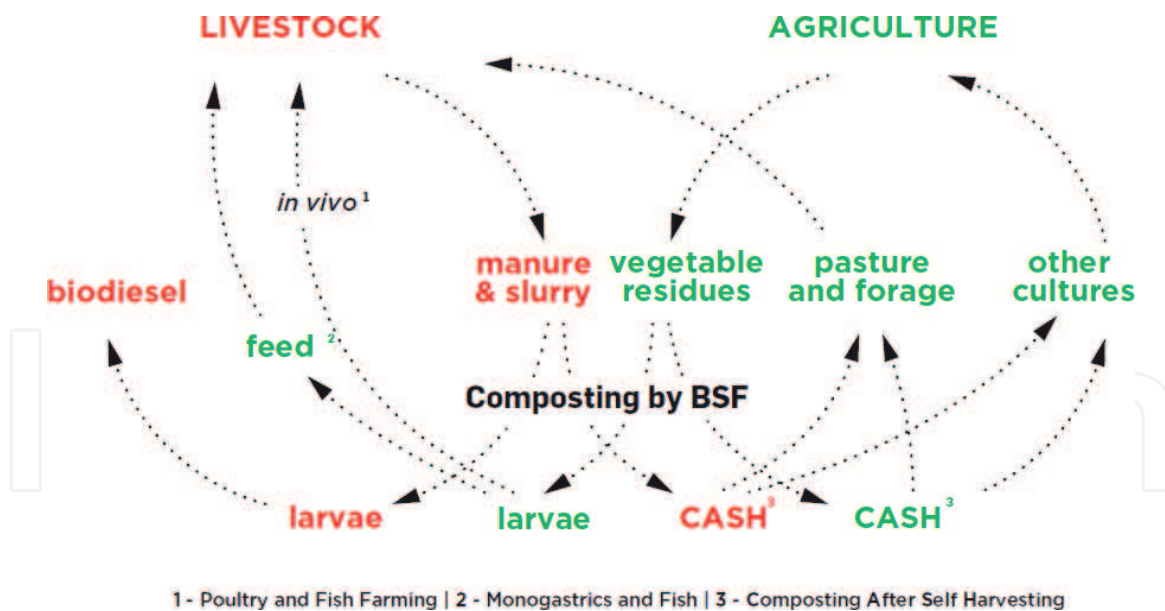 LIVESTOCK
AGRICULTURE
in vivo 1
manure
& slurry
vegetable
residues
pasture
and forage
other
cultures
biodiesel
feed 2
Composting by BSF
larvae
larvae
CASH 3
CASH 3
1 - Poultry and Fish Farming | 2 - Monogastrics and Fish | 3 - Composting After Self Harvesting